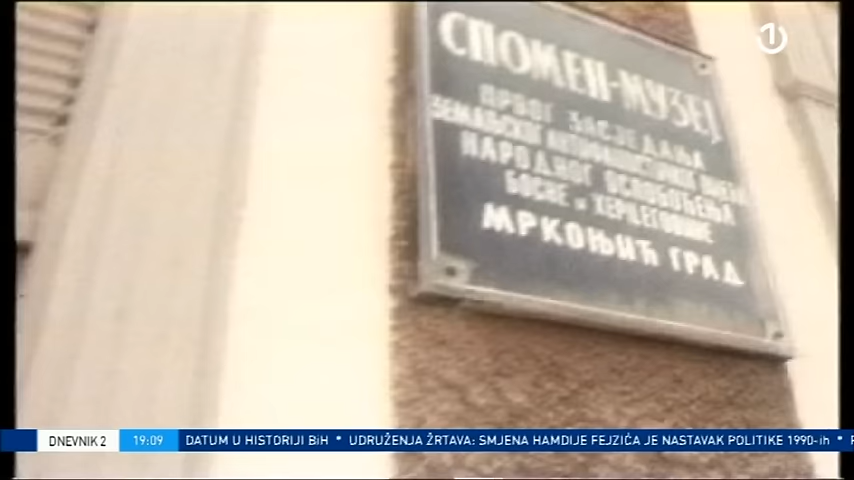 1
СПОМЕН-МУЗЕЈ
ПРВОГ ЗАСЈЕДАЊА
ЗЕМАЉСКОГ АНТИФАШИСТИЧКОГ ВИЈЕЋА
НАРОДНОГ ОСЛОБОЂЕЊА
БОСНЕ и ХЕРЦЕГОВИНЕ
МРКОЊИЋ ГРАД
DNEVNIK 2 19:09 DATUM U HISTORIJI BiH * UDRUŽENJA ŽRTAVA: SMJENA HAMDIJE FEJZIĆA JE NASTAVAK POLITIKE 1990-ih *